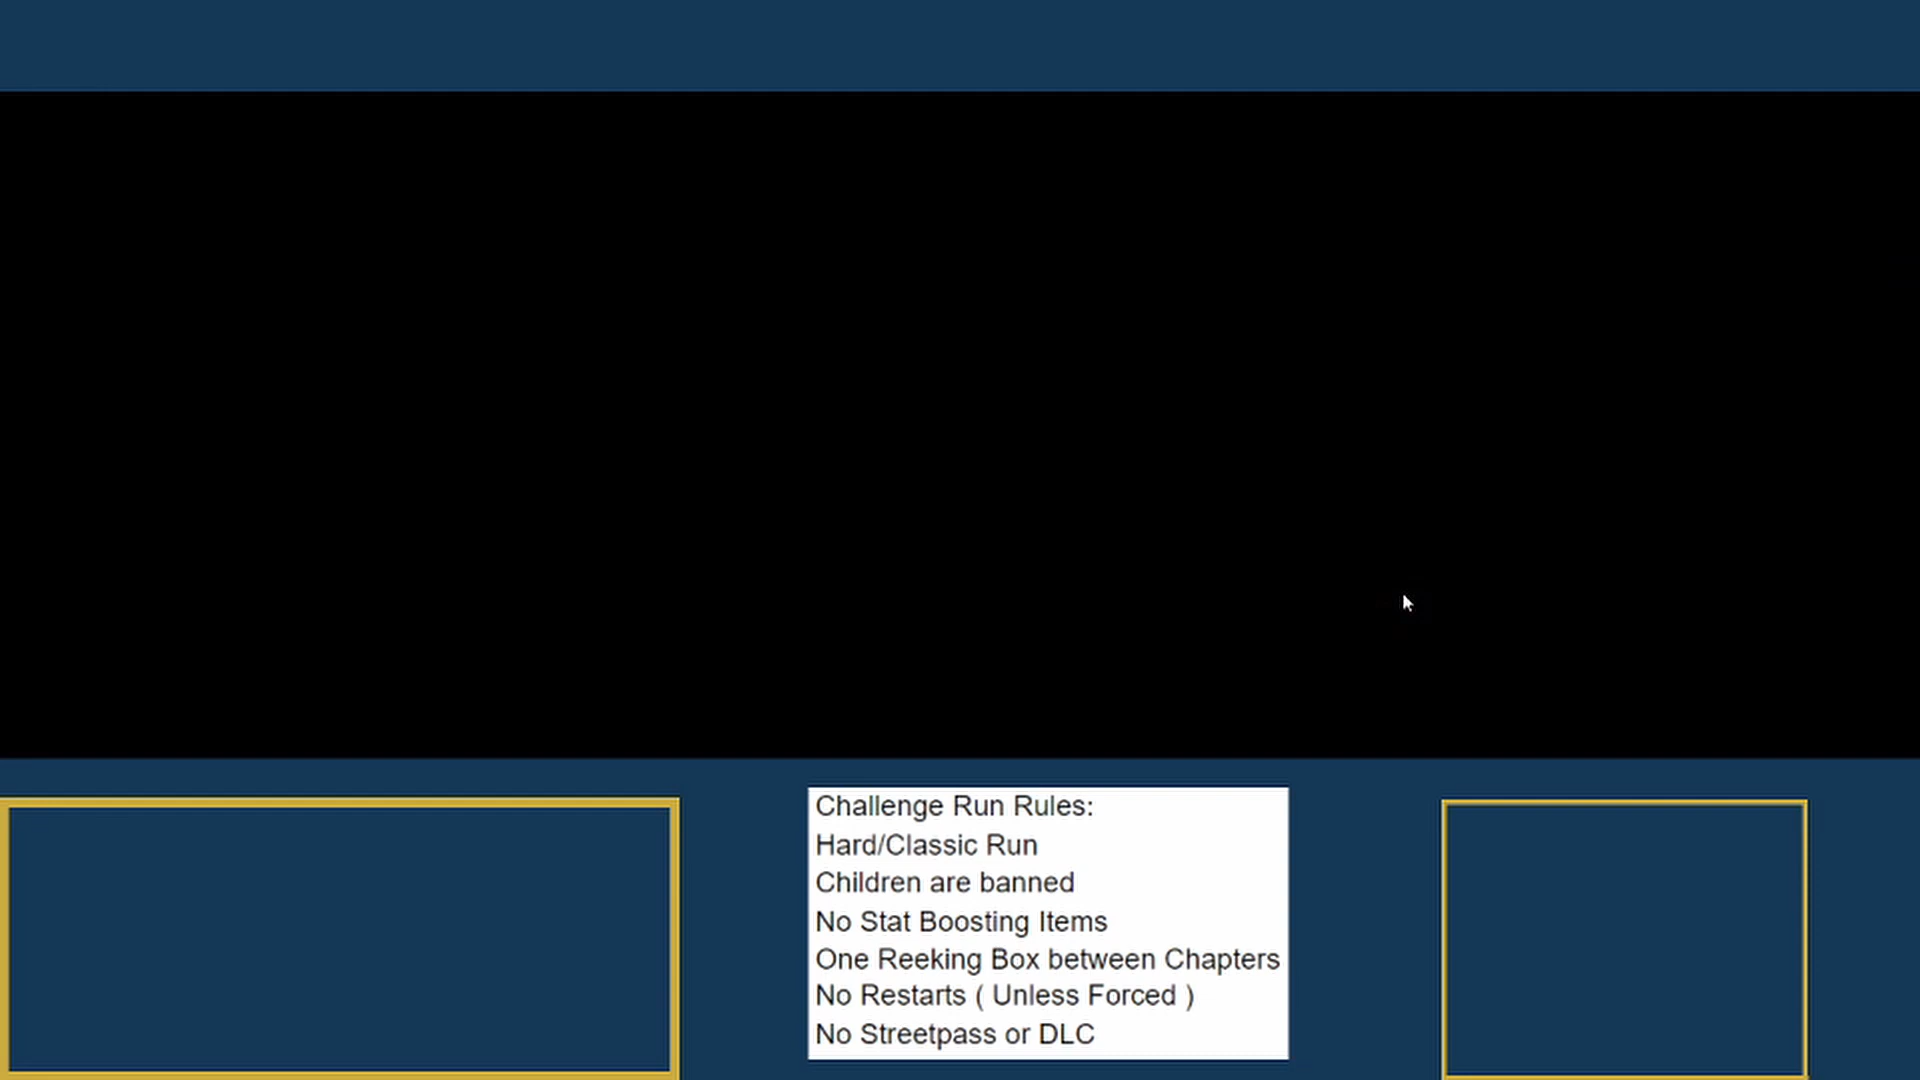 Challenge Run Rules:
Hard/Classic Run
Children are banned
No Stat Boosting Items
One Reeking Box between Chapters
No Restarts ( Unless Forced )
No Streetpass or DLC